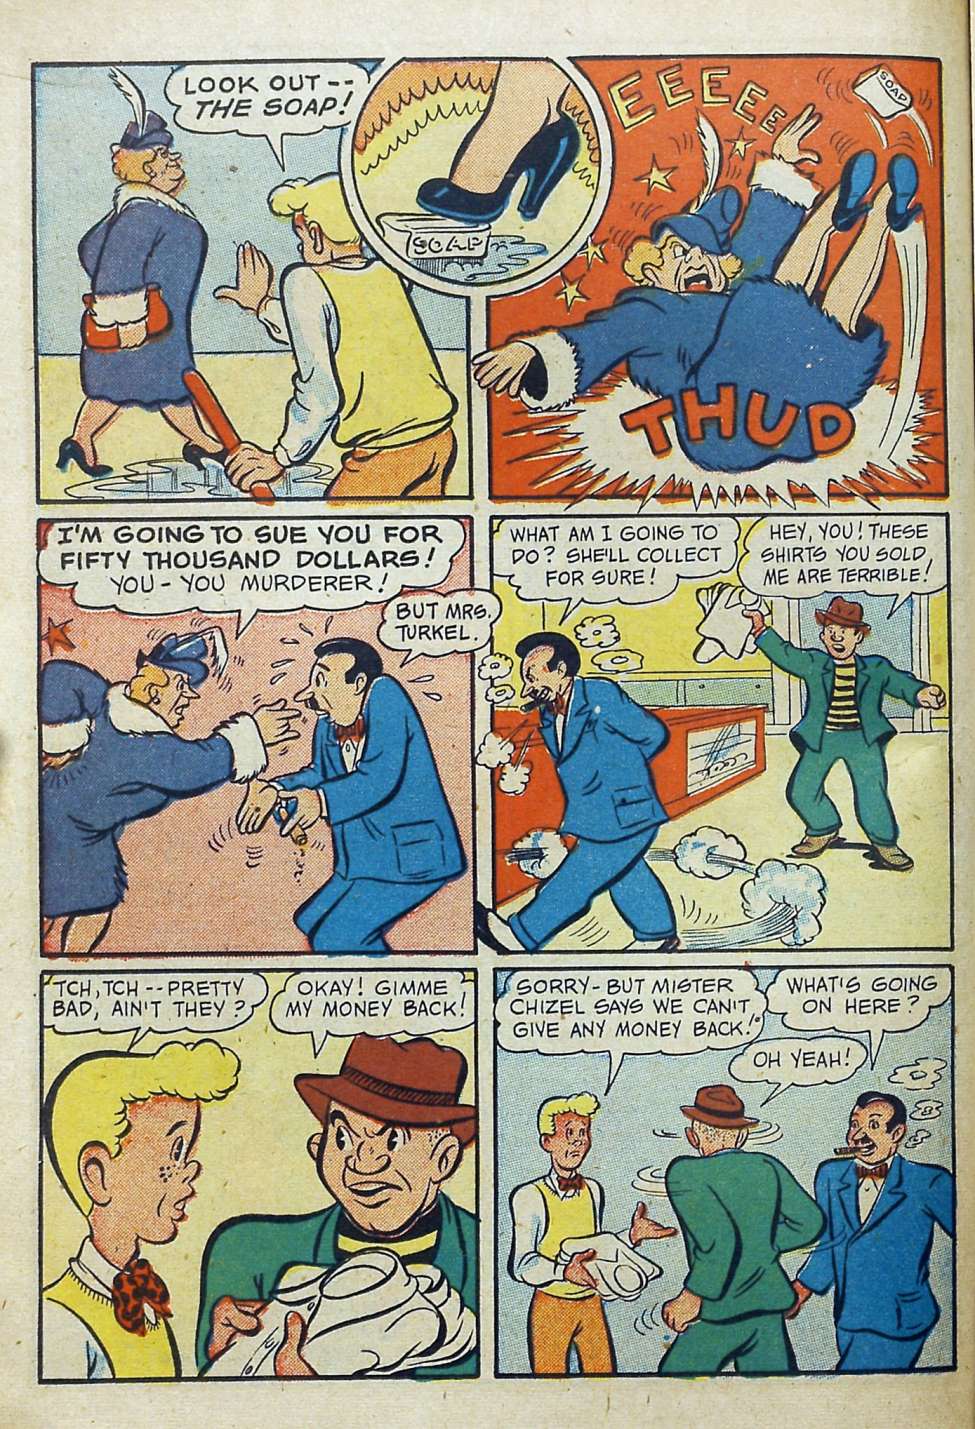 LOOK OUT --
THE SOAP!
SOAP
EEEEEE
SOAP
THUD
I'M GOING TO SUE YOU FOR
FIFTY THOUSAND DOLLARS!
YOU - YOU MURDERER!
BUT MRS.
TURKEL.
WHAT AM I GOING TO
DO? SHE'LL COLLECT
FOR SURE!
HEY, YOU! THESE
SHIRTS YOU SOLD
ME ARE TERRIBLE!
TCH, TCH -- PRETTY
BAD, AIN'T THEY?
OKAY! GIMME
MY MONEY BACK!
SORRY - BUT MISTER
CHIZEL SAYS WE CAN'T
GIVE ANY MONEY BACK!
OH YEAH!
WHAT'S GOING
ON HERE?